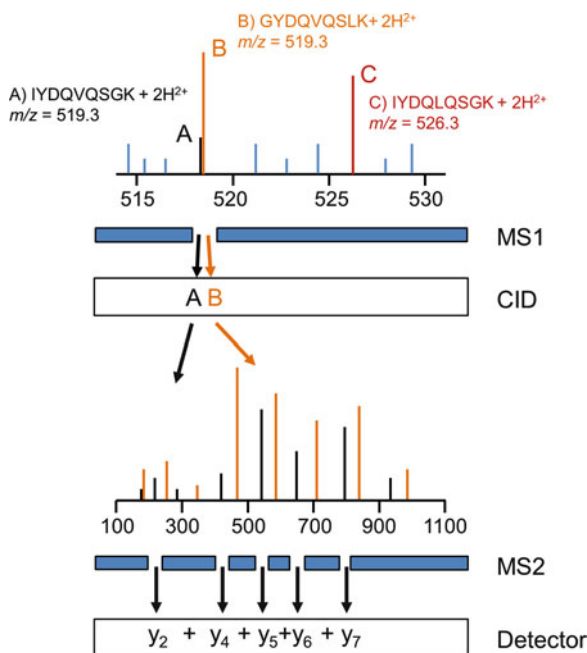 B) GYDQVQSLK+ 2H²⁺
m/z = 519.3
B
A) IYDQVQSGK + 2H²⁺
m/z = 519.3
C
C) IYDQLQSGK + 2H²⁺
m/z = 526.3
A
515 520 525 530
MS1
A B
CID
100 300 500 700 900 1100
MS2
y₂ + y₄ + y₅+y₆ + y₇
Detector